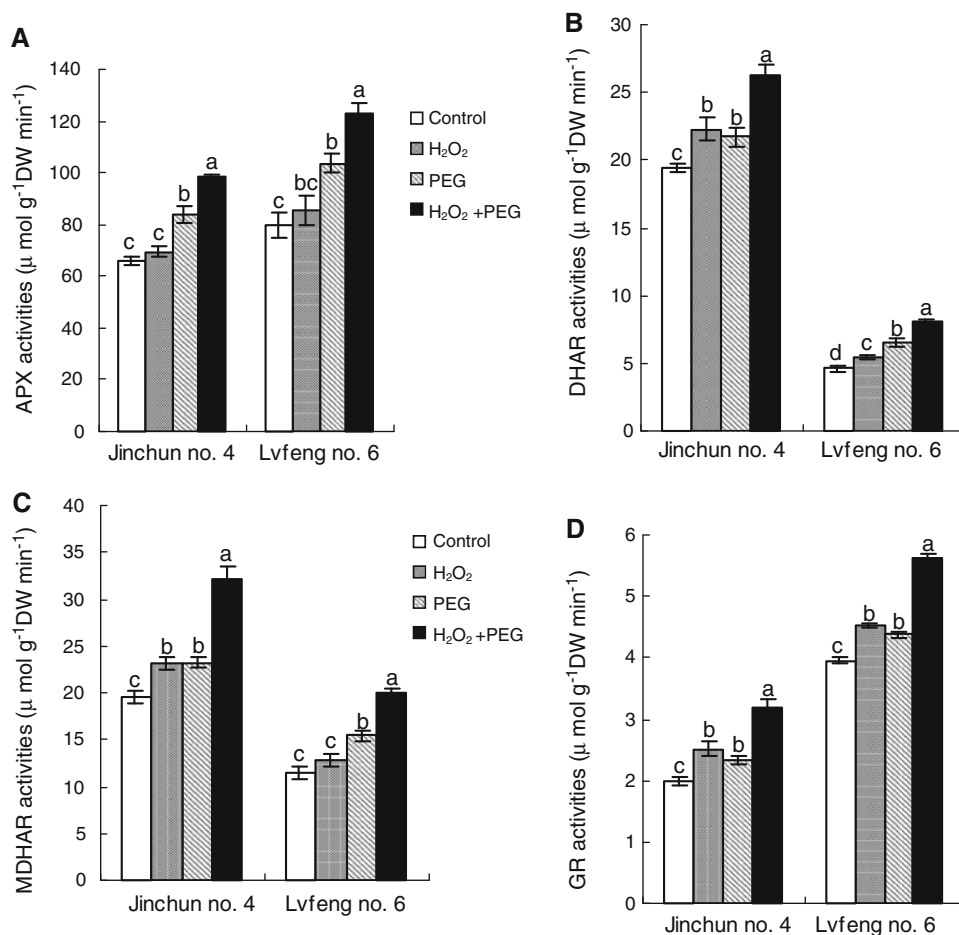 A
APX activities (μ mol g⁻¹DW min⁻¹)
140
120
100
80
60
40
20
0
c c b a
c bc b a
Jinchun no. 4 Lvfeng no. 6
Control
H₂O₂
PEG
H₂O₂ +PEG
B
DHAR activities (μ mol g⁻¹DW min⁻¹)
30
25
20
15
10
5
0
c b b a
d c b a
Jinchun no. 4 Lvfeng no. 6
C
MDHAR activities (μ mol g⁻¹DW min⁻¹)
40
35
30
25
20
15
10
5
0
c b b a
c c b a
Jinchun no. 4 Lvfeng no. 6
Control
H₂O₂
PEG
H₂O₂ +PEG
D
GR activities (μ mol g⁻¹DW min⁻¹)
6
5
4
3
2
1
0
c b b a
c b b a
Jinchun no. 4 Lvfeng no. 6